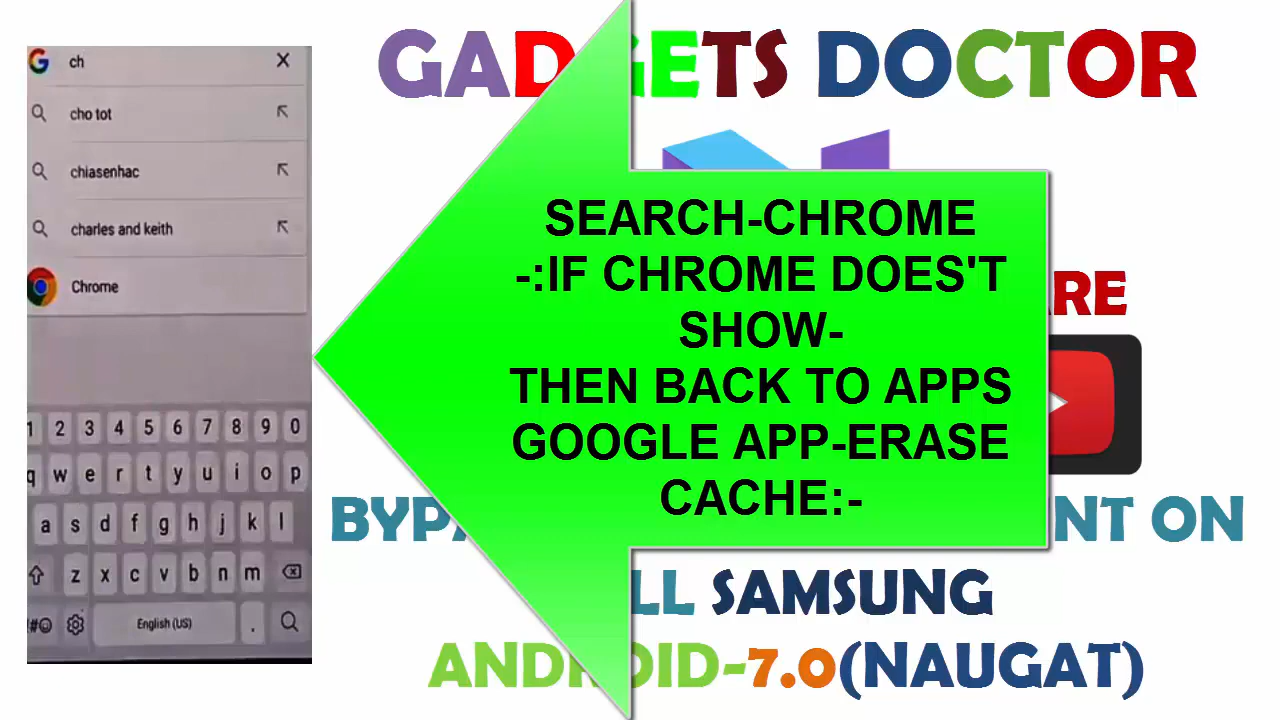 GADGETS DOCTOR
ch
cho tot
chiasenhac
charles and keith
Chrome
1 2 3 4 5 6 7 8 9 0
q w e r t y u i o p
a s d f g h j k l
z x c v b n m
!#☺ English (US) .
SEARCH-CHROME
-:IF CHROME DOES'T
SHOW-
THEN BACK TO APPS
GOOGLE APP-ERASE
CACHE:-
ON
SAMSUNG
ANDROID-7.0(NAUGAT)